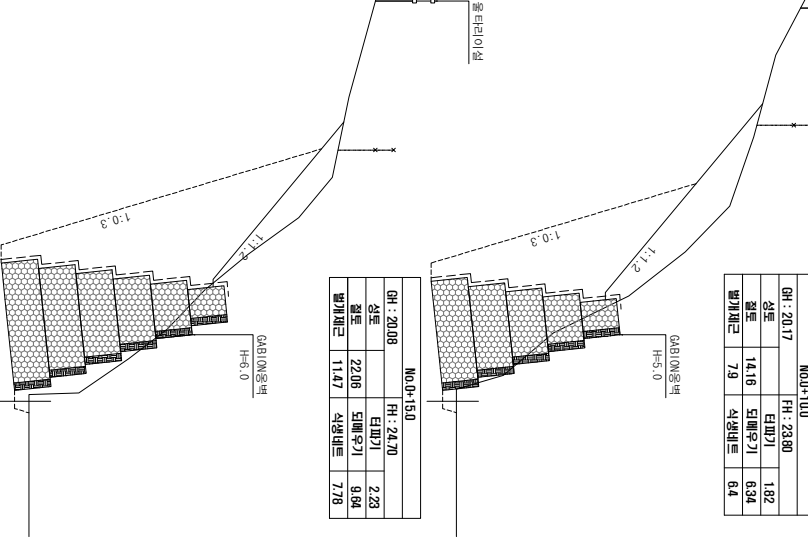 울타리이설
1:0.3
1:1.2
GABION옹벽
H=6.0
No.0+15.0
GH : 20.08 FH : 24.70
성토 터파기 2.23
절토 22.06 되메우기 9.64
벌개제근 11.47 식생네트 7.78
1:0.3
1:1.2
GABION옹벽
H=5.0
No.0+10.0
GH : 20.17 FH : 23.80
성토 터파기 1.82
절토 14.16 되메우기 6.34
벌개제근 7.9 식생네트 6.4